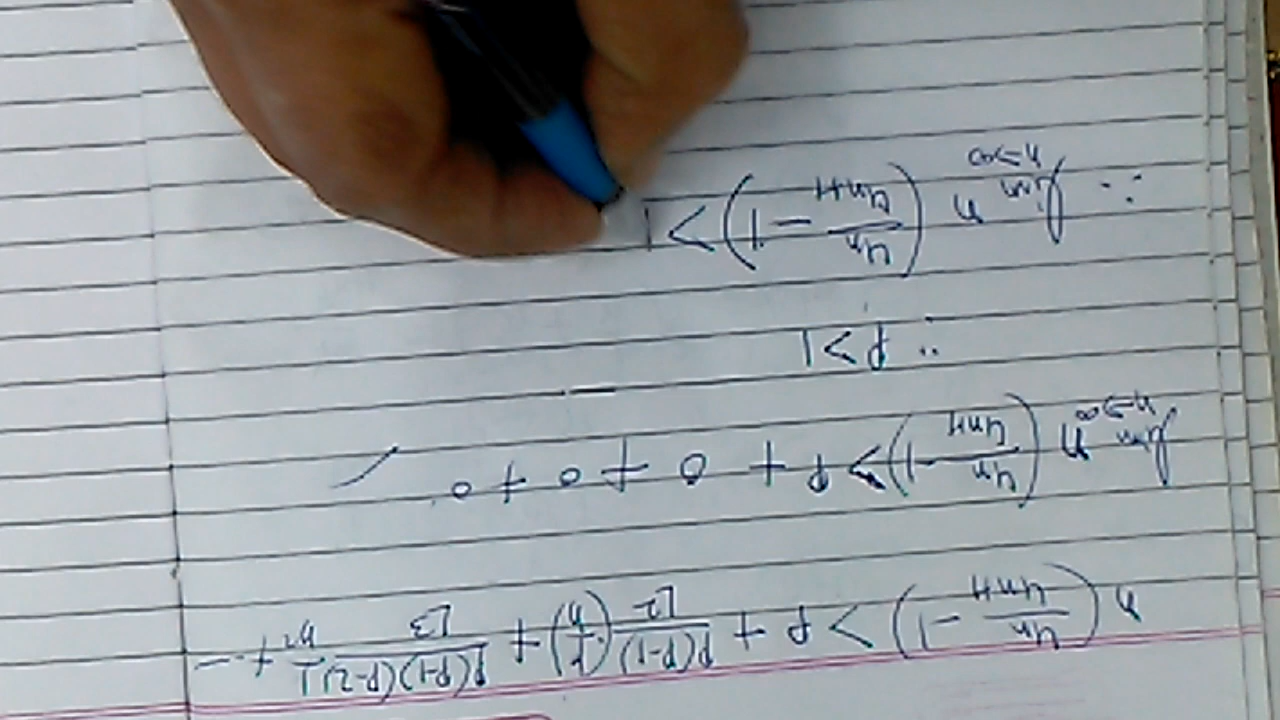 n (Un/Un+1 - 1) > P + P(P-1)/⌊2 · (1/n) + P(P-1)(P-2)/⌊3 1/n² + --
lim n→∞ n (Un/Un+1 - 1) > P + 0 + 0 + 0
∵ P > 1
∴ lim n→∞ n (Un/Un+1 - 1) > 1